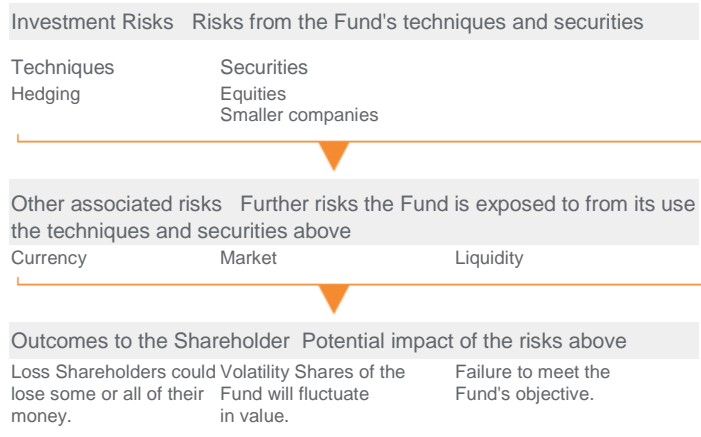 Investment Risks Risks from the Fund's techniques and securities
Techniques Securities
Hedging Equities
Smaller companies
Other associated risks Further risks the Fund is exposed to from its use
the techniques and securities above
Currency Market Liquidity
Outcomes to the Shareholder Potential impact of the risks above
Loss Shareholders could Volatility Shares of the Failure to meet the
lose some or all of their Fund will fluctuate Fund's objective.
money. in value.